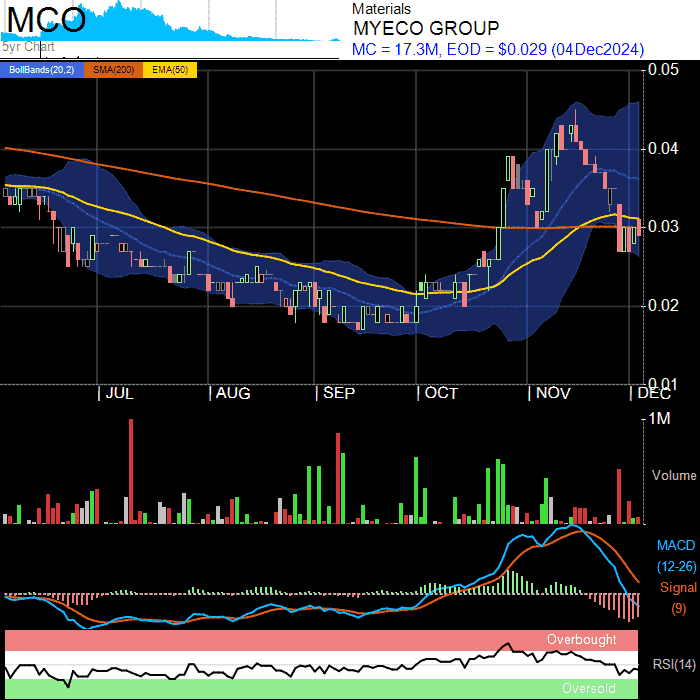 MCO
5yr Chart
Materials
MYECO GROUP
MC = 17.3M, EOD = $0.029 (04Dec2024)
BollBands(20,2) SMA(200) EMA(50)
0.05
0.04
0.03
0.02
0.01
| JUL | AUG | SEP | OCT | NOV | DEC
1M
Volume
MACD
(12-26)
Signal
(9)
Overbought
RSI(14)
Oversold